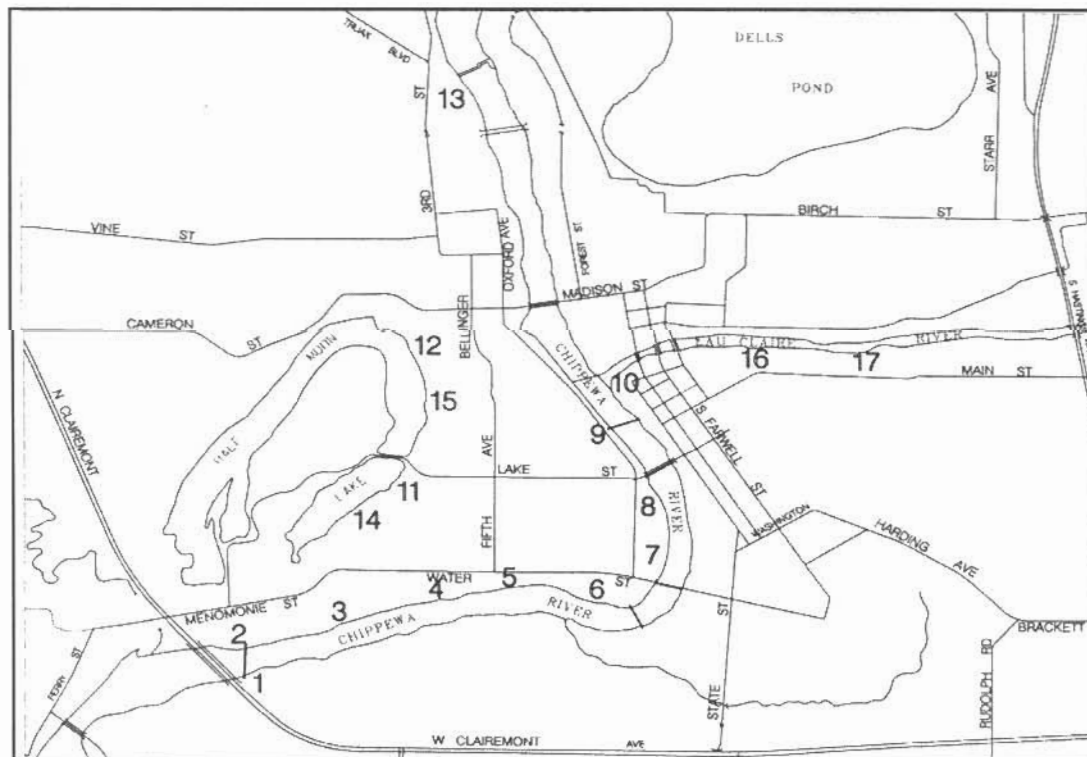 TRUAX BLVD
DELLS
POND
ST
13
3RD
STARR AVE
VINE ST
OXFORD AVE
FOREST ST
BIRCH ST
MADISON ST
CAMERON ST
BELLINGER
12
HALF MOON
LAKE
15
CHIPPEWA
RIVER
10
9
EAU CLAIRE RIVER
16
17
MAIN ST
S FARWELL ST
N CLAIREMONT
LAKE ST
11
14
8
7
FIFTH AVE
WASHINGTON
HARDING AVE
WATER ST
MENOMONIE ST
3
4
5
6
CHIPPEWA RIVER
2
1
STATE ST
BRACKETT
RUDOLPH RD
W CLAIREMONT AVE